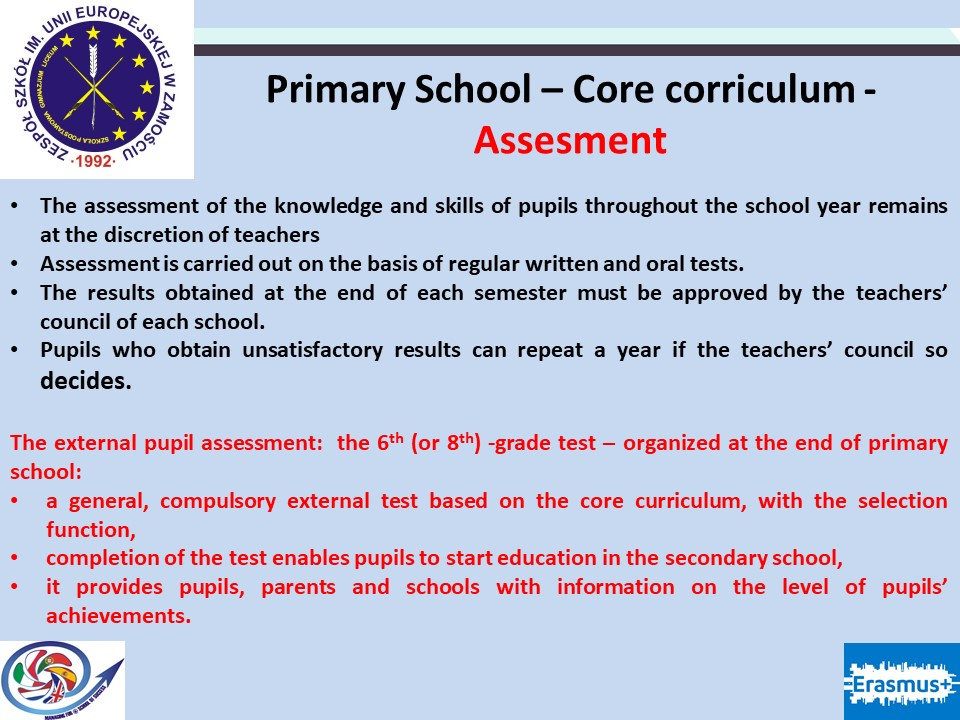 ZESPÓŁ SZKÓŁ IM. UNII EUROPEJSKIEJ W ZAMOŚCIU
SZKOŁA PODSTAWOWA GIMNAZJUM LICEUM
·1992·
Primary School – Core corriculum -
Assesment
• The assessment of the knowledge and skills of pupils throughout the school year remains
at the discretion of teachers
• Assessment is carried out on the basis of regular written and oral tests.
• The results obtained at the end of each semester must be approved by the teachers’
council of each school.
• Pupils who obtain unsatisfactory results can repeat a year if the teachers’ council so
decides.
The external pupil assessment: the 6th (or 8th) -grade test – organized at the end of primary
school:
• a general, compulsory external test based on the core curriculum, with the selection
function,
• completion of the test enables pupils to start education in the secondary school,
• it provides pupils, parents and schools with information on the level of pupils’
achievements.
Erasmus+